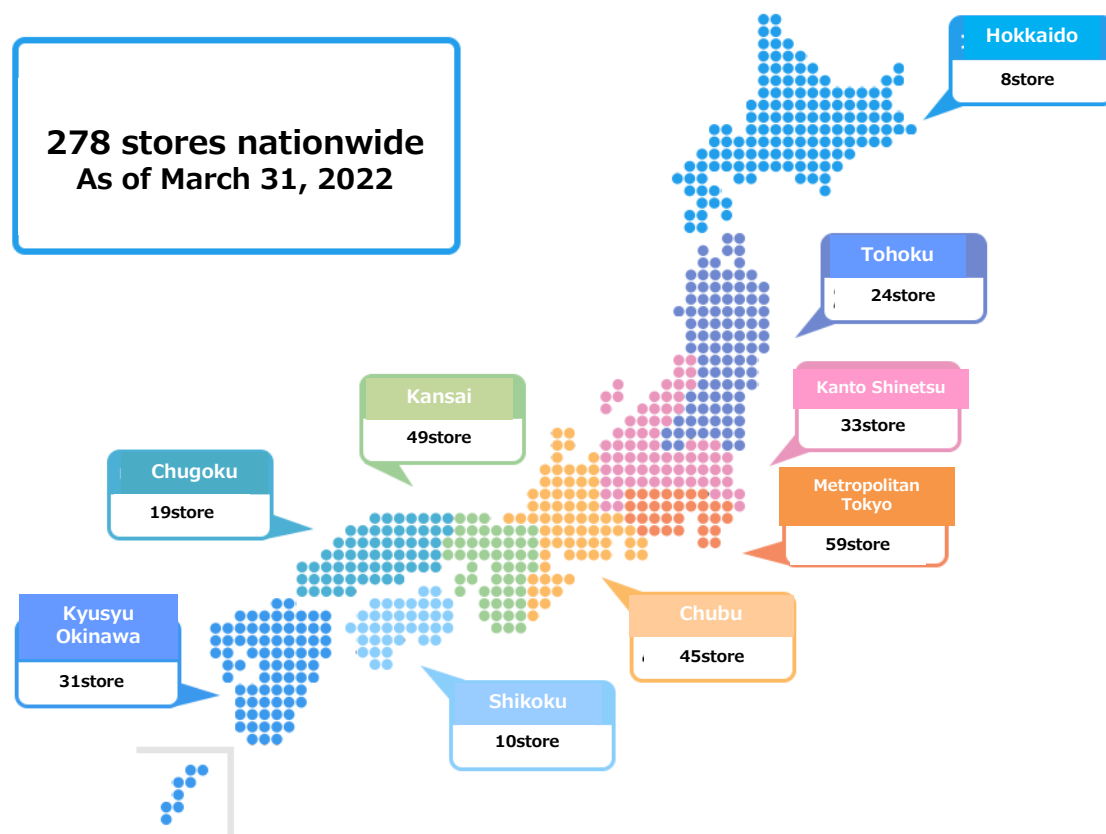 278 stores nationwide
As of March 31, 2022
Hokkaido
8store
Tohoku
24store
Kanto Shinetsu
33store
Metropolitan
Tokyo
59store
Kansai
49store
Chugoku
19store
Chubu
45store
Kyusyu
Okinawa
31store
Shikoku
10store